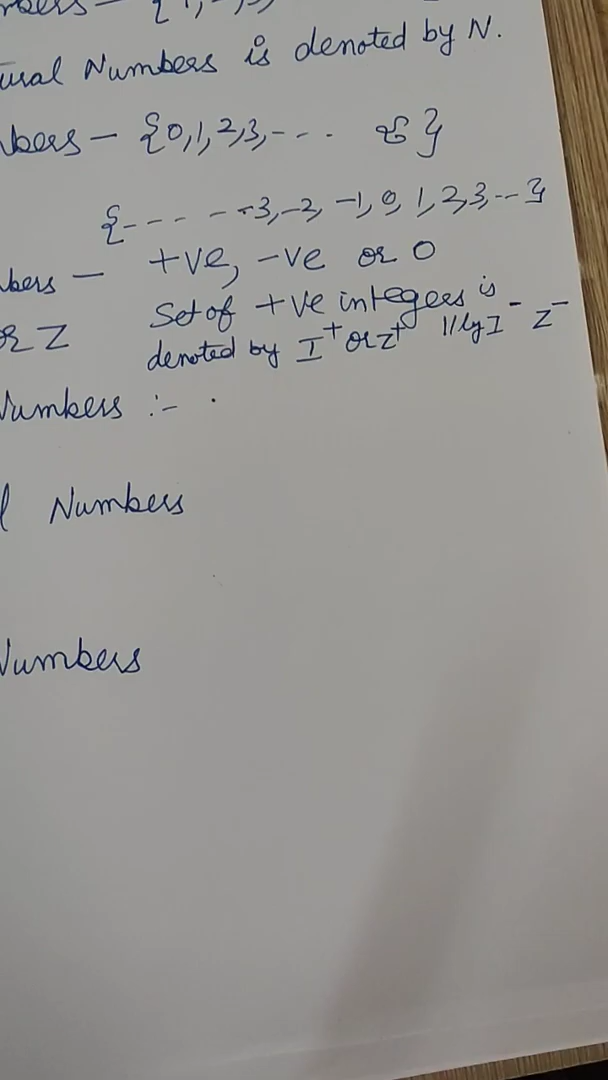 ural Numbers is denoted by N.
bers - {0,1,2,3,---- }
{---- - -3,-2, -1, 0, 1, 2,3,--- }
bers - +ve, -ve or 0
or Z Set of +ve integers is
denoted by I⁺ or Z⁺ ||ly I⁻ Z⁻
Numbers :- .
l Numbers
Numbers